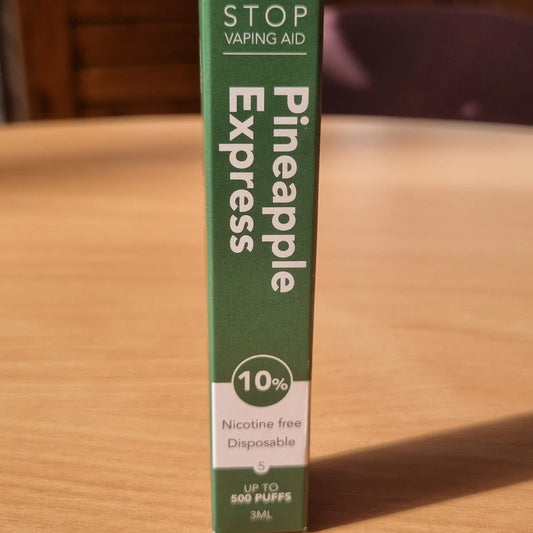 STOP
VAPING AID
Pineapple
Express
10%
Nicotine free
Disposable
5
UP TO
500 PUFFS
3ML